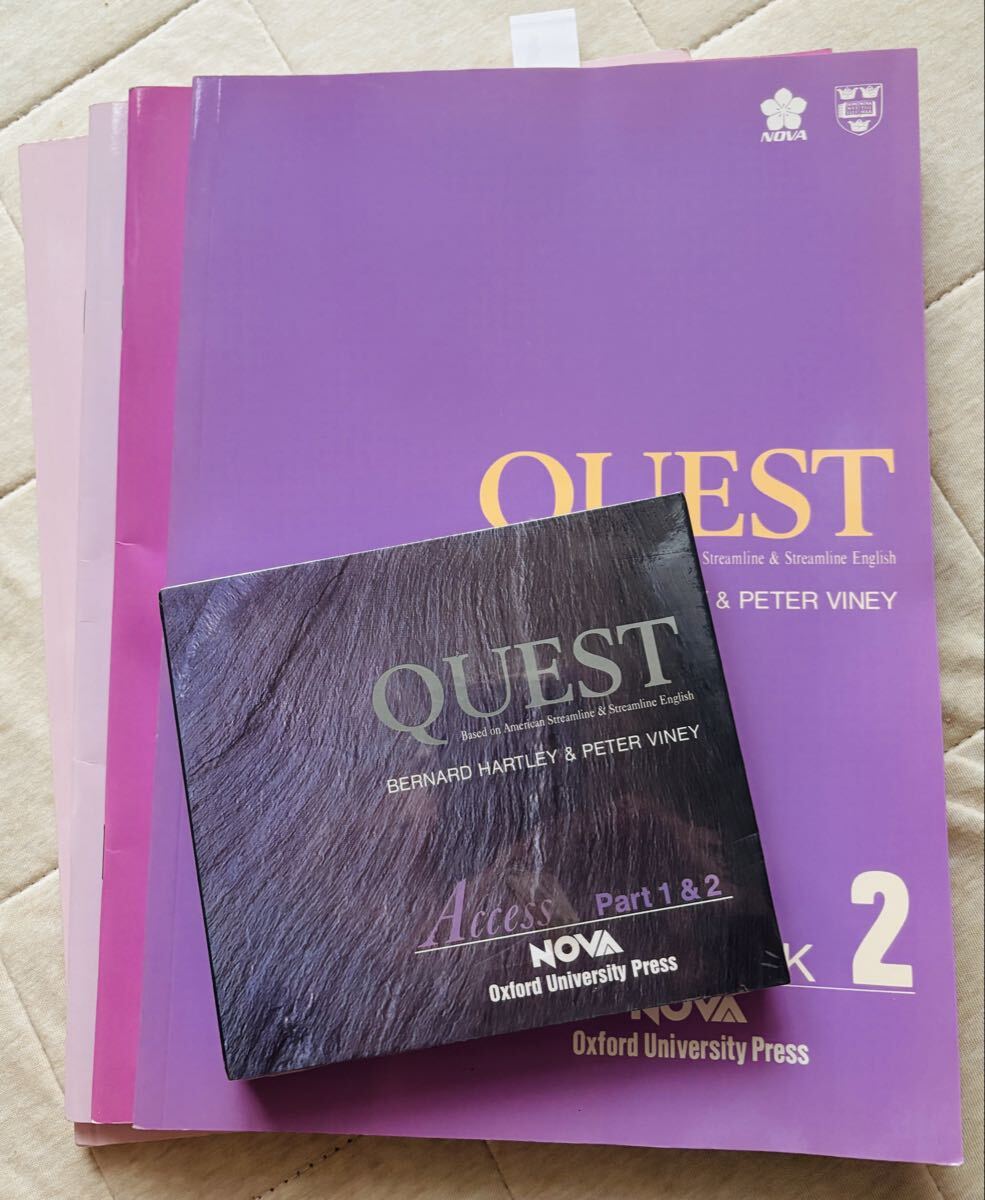 NOVA
QUEST
Streamline & Streamline English
& PETER VINEY
QUEST
Based on American Streamline & Streamline English
BERNARD HARTLEY & PETER VINEY
Access Part 1 & 2
NOVA
Oxford University Press
K 2
NOVA
Oxford University Press